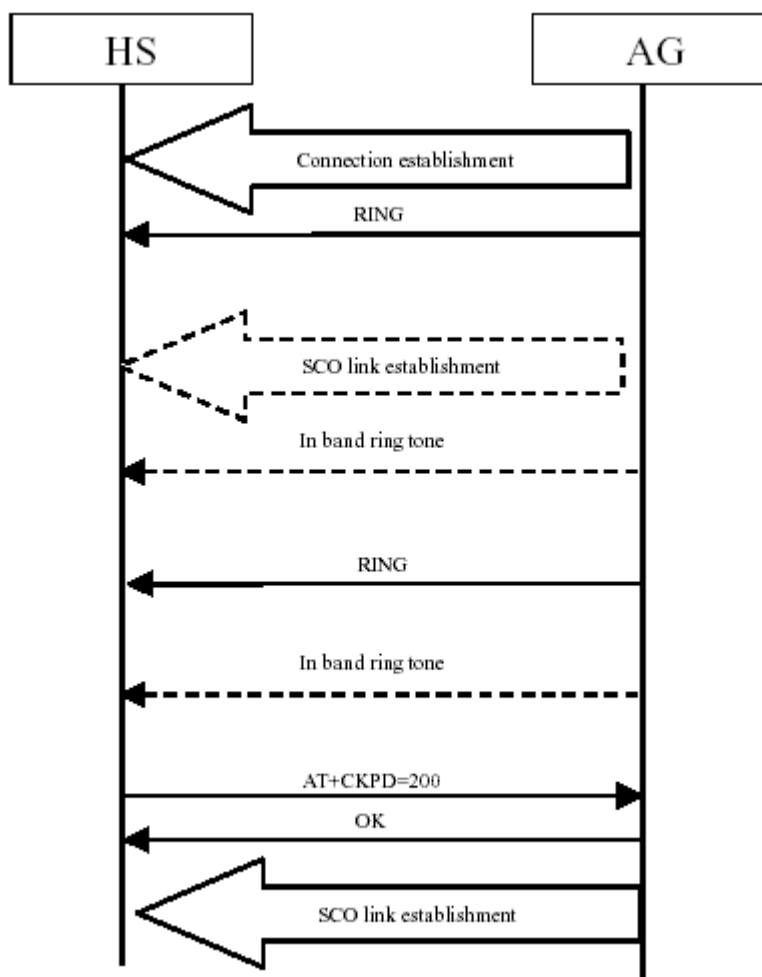 HS
AG
Connection establishment
RING
SCO link establishment
In band ring tone
RING
In band ring tone
AT+CKPD=200
OK
SCO link establishment